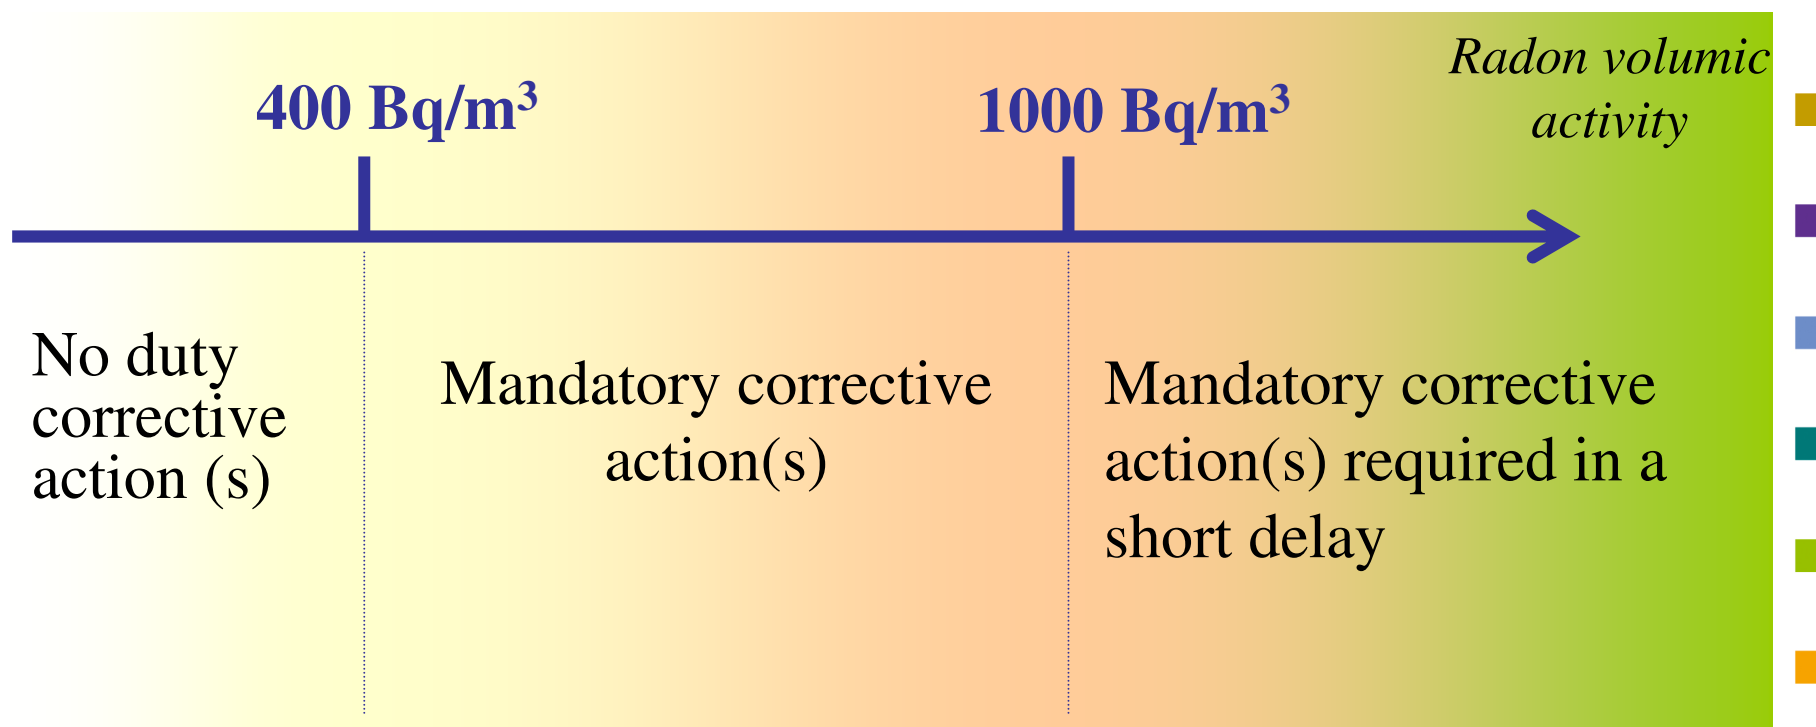 Radon volumic
activity
400 Bq/m³
1000 Bq/m³
No duty
corrective
action (s)
Mandatory corrective
action(s)
Mandatory corrective
action(s) required in a
short delay